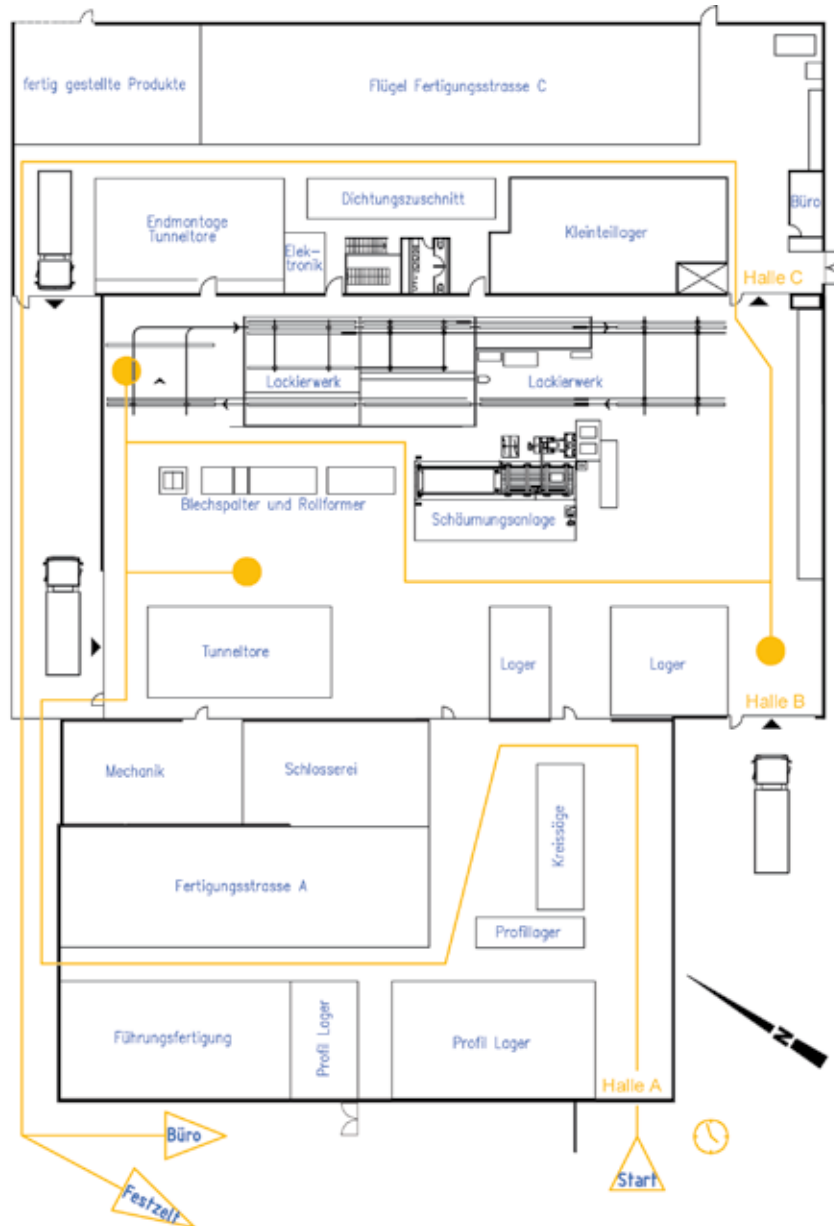 fertig gestellte Produkte
Flügel Fertigungsstrasse C
Dichtungszuschnitt
Endmontage
Tunneltore
Elek-
tronik
Kleinteillager
Büro
Halle C
Lackierwerk
Lackierwerk
Blechspalter und Rollformer
Schäumungsanlage
Tunneltore
Lager
Lager
Halle B
Mechanik
Schlosserei
Kreissäge
Fertigungsstrasse A
Profillager
Führungsfertigung
Profil Lager
Profil Lager
Halle A
N
Büro
Start
Festzelt